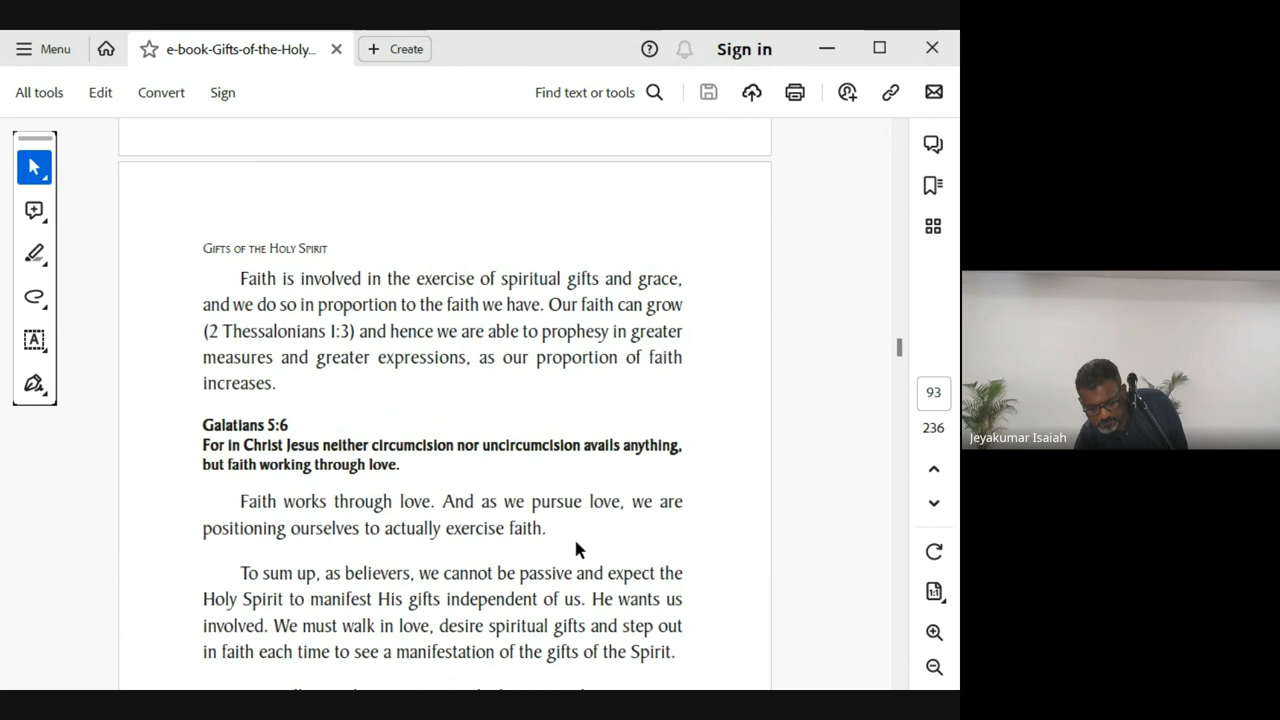 Menu
e-book-Gifts-of-the-Holy...
Create
Sign in
All tools
Edit
Convert
Sign
Find text or tools
GIFTS OF THE HOLY SPIRIT
Faith is involved in the exercise of spiritual gifts and grace,
and we do so in proportion to the faith we have. Our faith can grow
(2 Thessalonians 1:3) and hence we are able to prophesy in greater
measures and greater expressions, as our proportion of faith
increases.
Galatians 5:6
For in Christ Jesus neither circumcision nor uncircumcision avails anything,
but faith working through love.
Faith works through love. And as we pursue love, we are
positioning ourselves to actually exercise faith.
To sum up, as believers, we cannot be passive and expect the
Holy Spirit to manifest His gifts independent of us. He wants us
involved. We must walk in love, desire spiritual gifts and step out
in faith each time to see a manifestation of the gifts of the Spirit.
93
236
1:1
Jeyakumar Isaiah